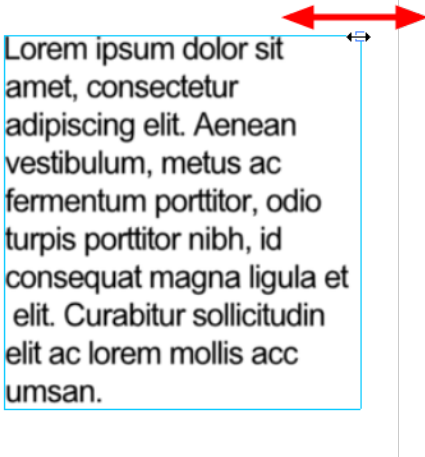 Lorem ipsum dolor sit
amet, consectetur
adipiscing elit. Aenean
vestibulum, metus ac
fermentum porttitor, odio
turpis porttitor nibh, id
consequat magna ligula et
elit. Curabitur sollicitudin
elit ac lorem mollis acc
umsan.